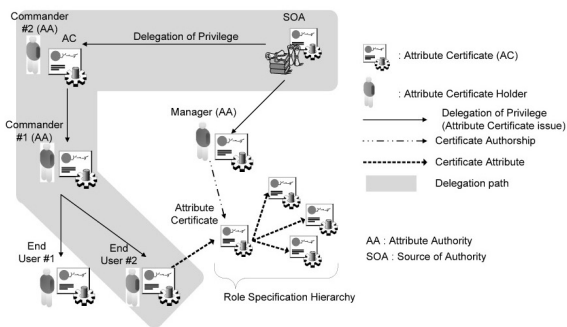 Commander
#2 (AA)
AC
Delegation of Privilege
SOA
Commander
#1 (AA)
Manager (AA)
Attribute
Certificate
End
User #1
End
User #2
Role Specification Hierarchy
: Attribute Certificate (AC)
: Attribute Certificate Holder
Delegation of Privilege
(Attribute Certificate issue)
Certificate Authorship
Certificate Attribute
Delegation path
AA : Attribute Authority
SOA : Source of Authority